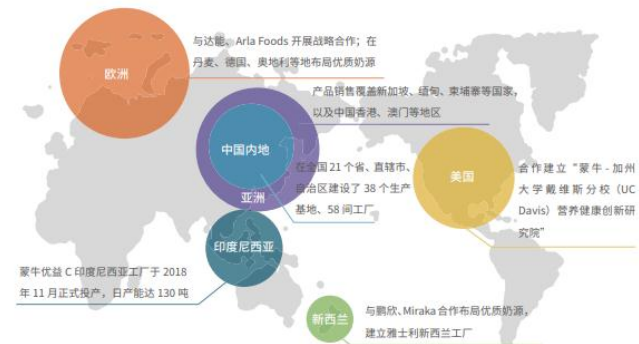 欧洲
与达能、Arla Foods 开展战略合作；在
丹麦、德国、奥地利等地布局优质奶源
产品销售覆盖新加坡、缅甸、柬埔寨等国家，
以及中国香港、澳门等地区
中国内地
亚洲
在全国 21 个省、直辖市、
自治区建设了 38 个生产
基地、58 间工厂
美国
合作建立“蒙牛 - 加州
大学戴维斯分校（UC
Davis）营养健康创新研
究院”
印度尼西亚
蒙牛优益 C 印度尼西亚工厂于 2018
年 11 月正式投产，日产能达 130 吨
新西兰
与鹏欣、Miraka 合作布局优质奶源，
建立雅士利新西兰工厂